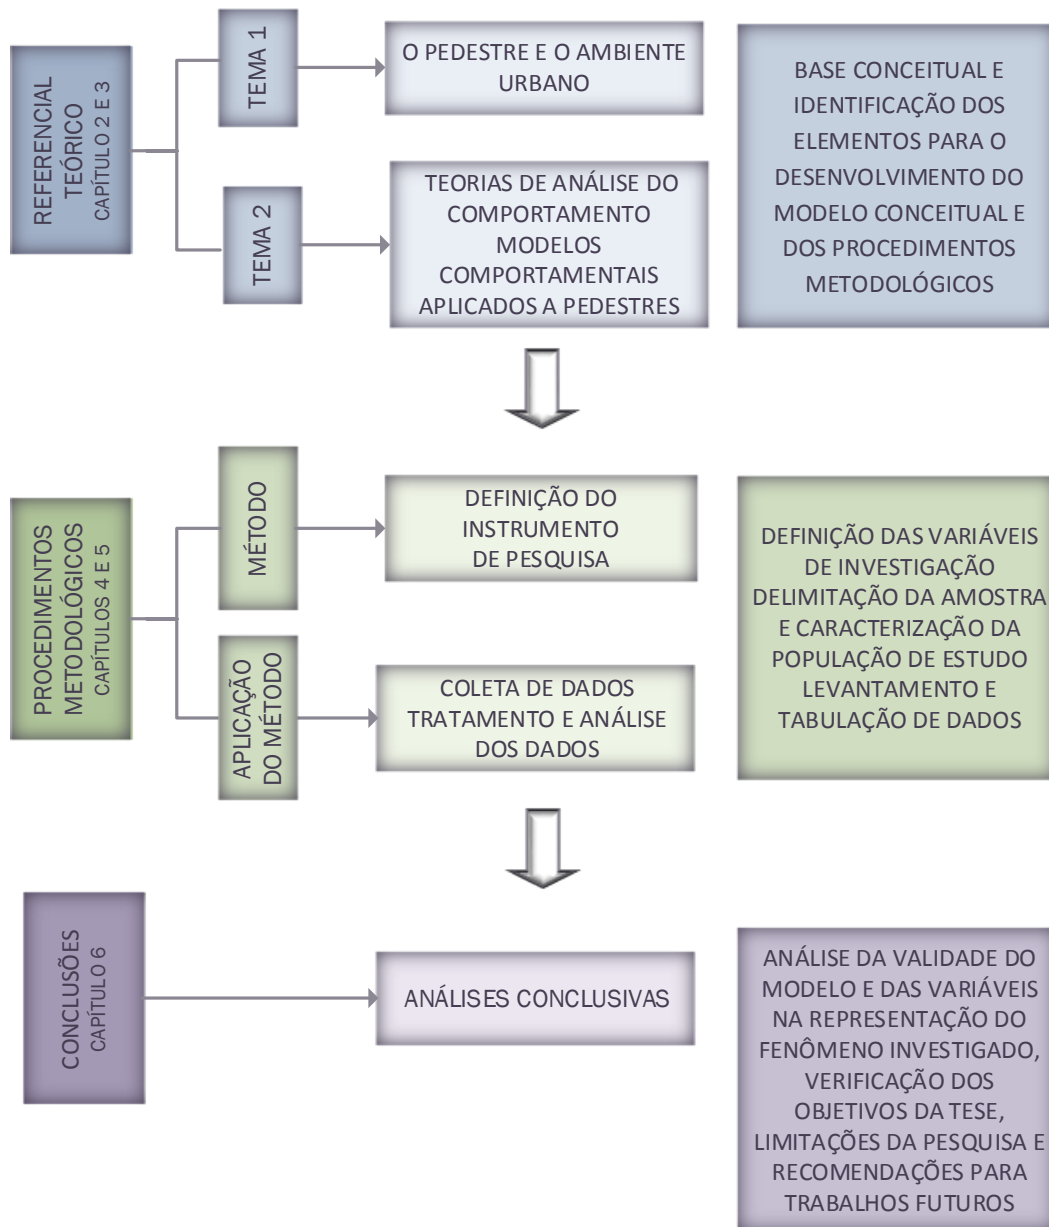 REFERENCIAL
TEÓRICO
CAPÍTULO 2 E 3
TEMA 1
O PEDESTRE E O AMBIENTE
URBANO
TEMA 2
TEORIAS DE ANÁLISE DO
COMPORTAMENTO
MODELOS
COMPORTAMENTAIS
APLICADOS A PEDESTRES
BASE CONCEITUAL E
IDENTIFICAÇÃO DOS
ELEMENTOS PARA O
DESENVOLVIMENTO DO
MODELO CONCEITUAL E
DOS PROCEDIMENTOS
METODOLÓGICOS
PROCEDIMENTOS
METODOLÓGICOS
CAPÍTULOS 4 E 5
MÉTODO
DEFINIÇÃO DO
INSTRUMENTO
DE PESQUISA
APLICAÇÃO
DO MÉTODO
COLETA DE DADOS
TRATAMENTO E ANÁLISE
DOS DADOS
DEFINIÇÃO DAS VARIÁVEIS
DE INVESTIGAÇÃO
DELIMITAÇÃO DA AMOSTRA
E CARACTERIZAÇÃO DA
POPULAÇÃO DE ESTUDO
LEVANTAMENTO E
TABULAÇÃO DE DADOS
CONCLUSÕES
CAPÍTULO 6
ANÁLISES CONCLUSIVAS
ANÁLISE DA VALIDADE DO
MODELO E DAS VARIÁVEIS
NA REPRESENTAÇÃO DO
FENÔMENO INVESTIGADO,
VERIFICAÇÃO DOS
OBJETIVOS DA TESE,
LIMITAÇÕES DA PESQUISA E
RECOMENDAÇÕES PARA
TRABALHOS FUTUROS